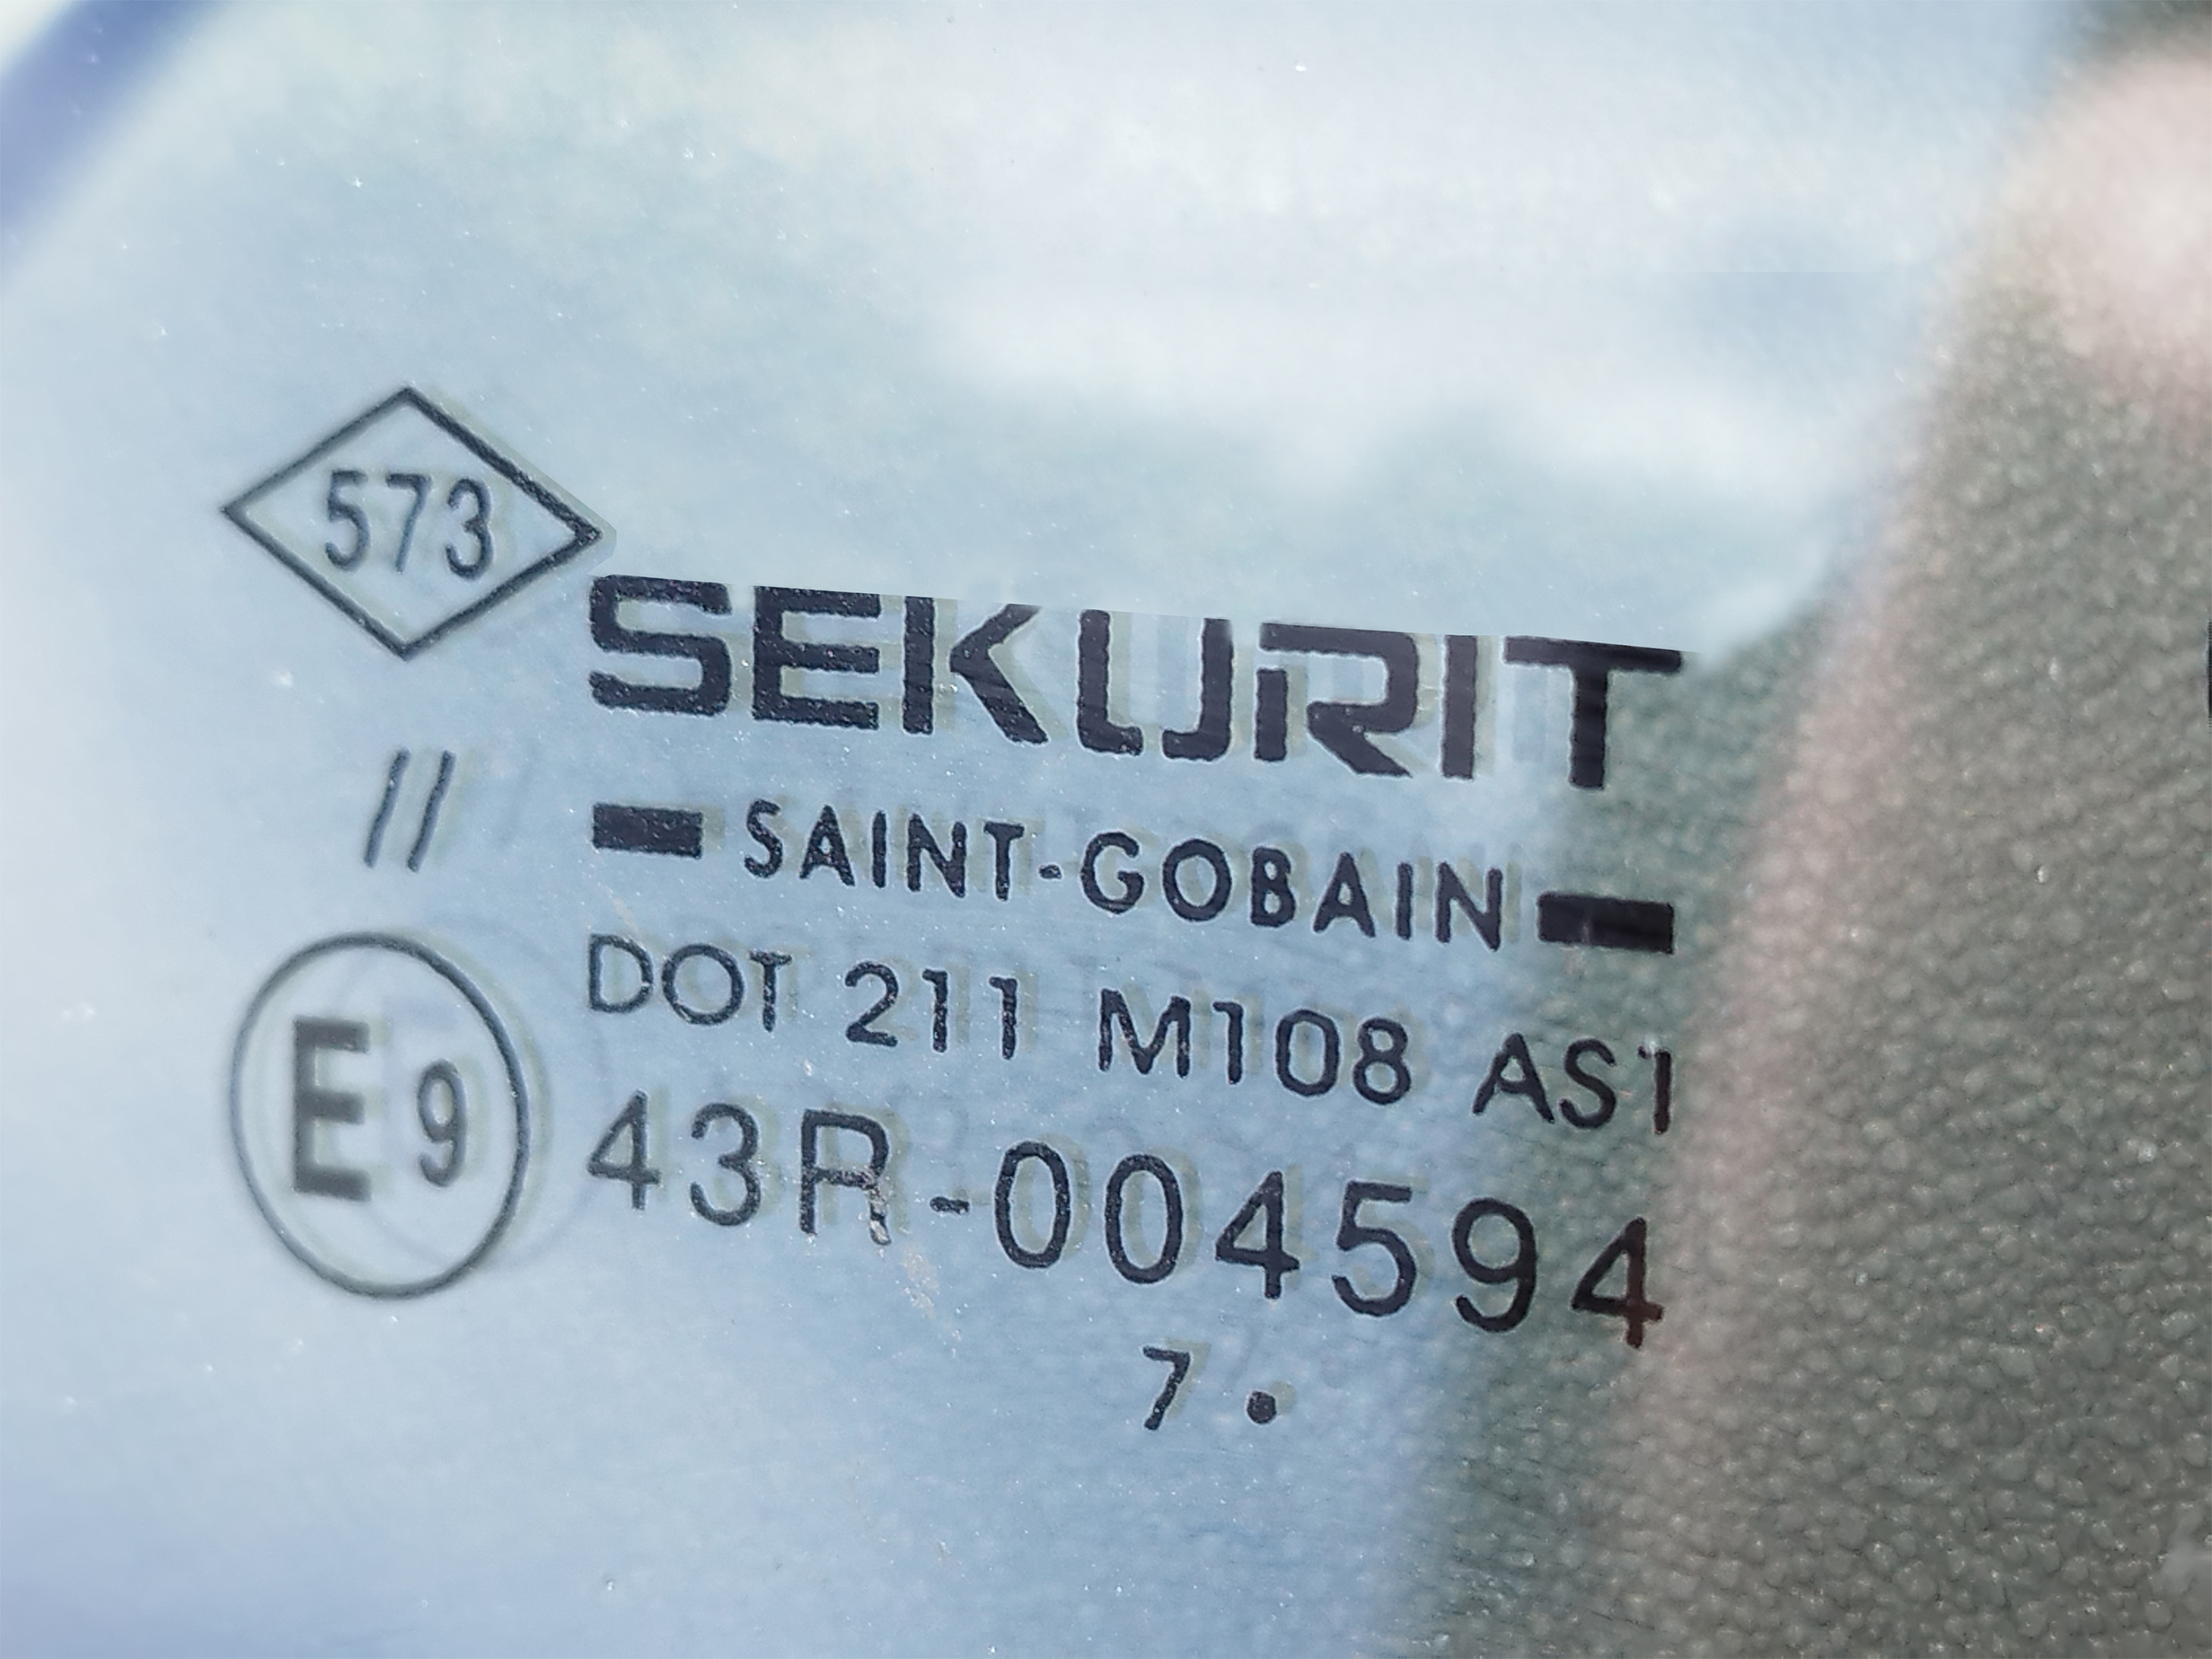 573
SEKURIT
//
SAINT-GOBAIN
DOT 211 M108 AS1
E9
43R-004594
7 •